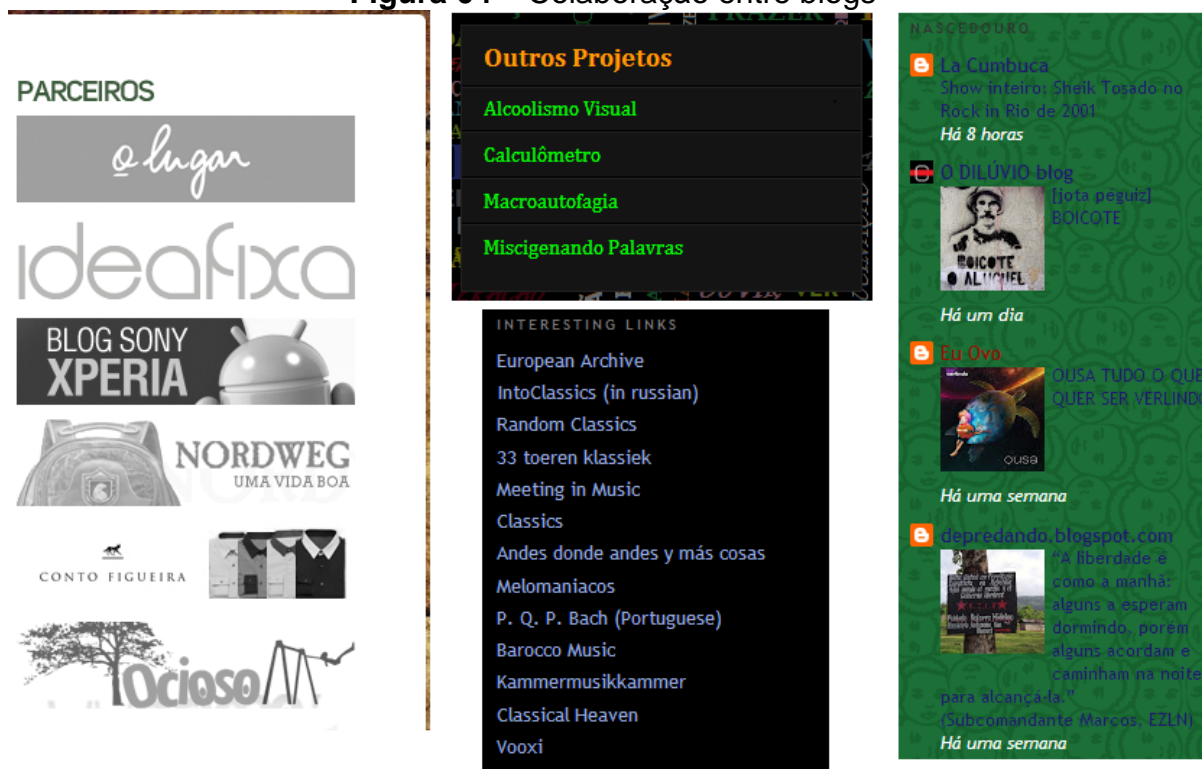 Colaboração entre blogs
PARCEIROS
o lugar
ideafixa
BLOG SONY
XPERIA
NORDWEG
UMA VIDA BOA
CONTO FIGUEIRA
Ocioso
Outros Projetos
Alcoolismo Visual
Calculômetro
Macroautofagia
Miscigenando Palavras
INTERESTING LINKS
European Archive
IntoClassics (in russian)
Random Classics
33 toeren klassiek
Meeting in Music
Classics
Andes donde andes y más cosas
Melomaniacos
P. Q. P. Bach (Portuguese)
Barocco Music
Kammermusikkammer
Classical Heaven
Vooxi
NASCEDOURO
La Cumbuca
Show inteiro: Sheik Tosado no
Rock in Rio de 2001
Há 8 horas
O DILÚVIO blog
[jota pêguiz]
BOICOTE
BOICOTE
O ALUGUEL
Há um dia
Eu Ovo
OUSA TUDO O QUE
QUER SER VERLINDO
ousa
Há uma semana
depredando.blogspot.com
"A liberdade é
como a manhã:
alguns a esperam
dormindo, porém
alguns acordam e
caminham na noite
para alcançá-la."
(Subcomandante Marcos, EZLN)
Há uma semana